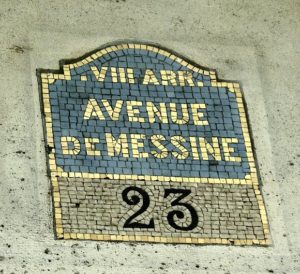 VIII ARR.
AVENUE
DE MESSINE
23